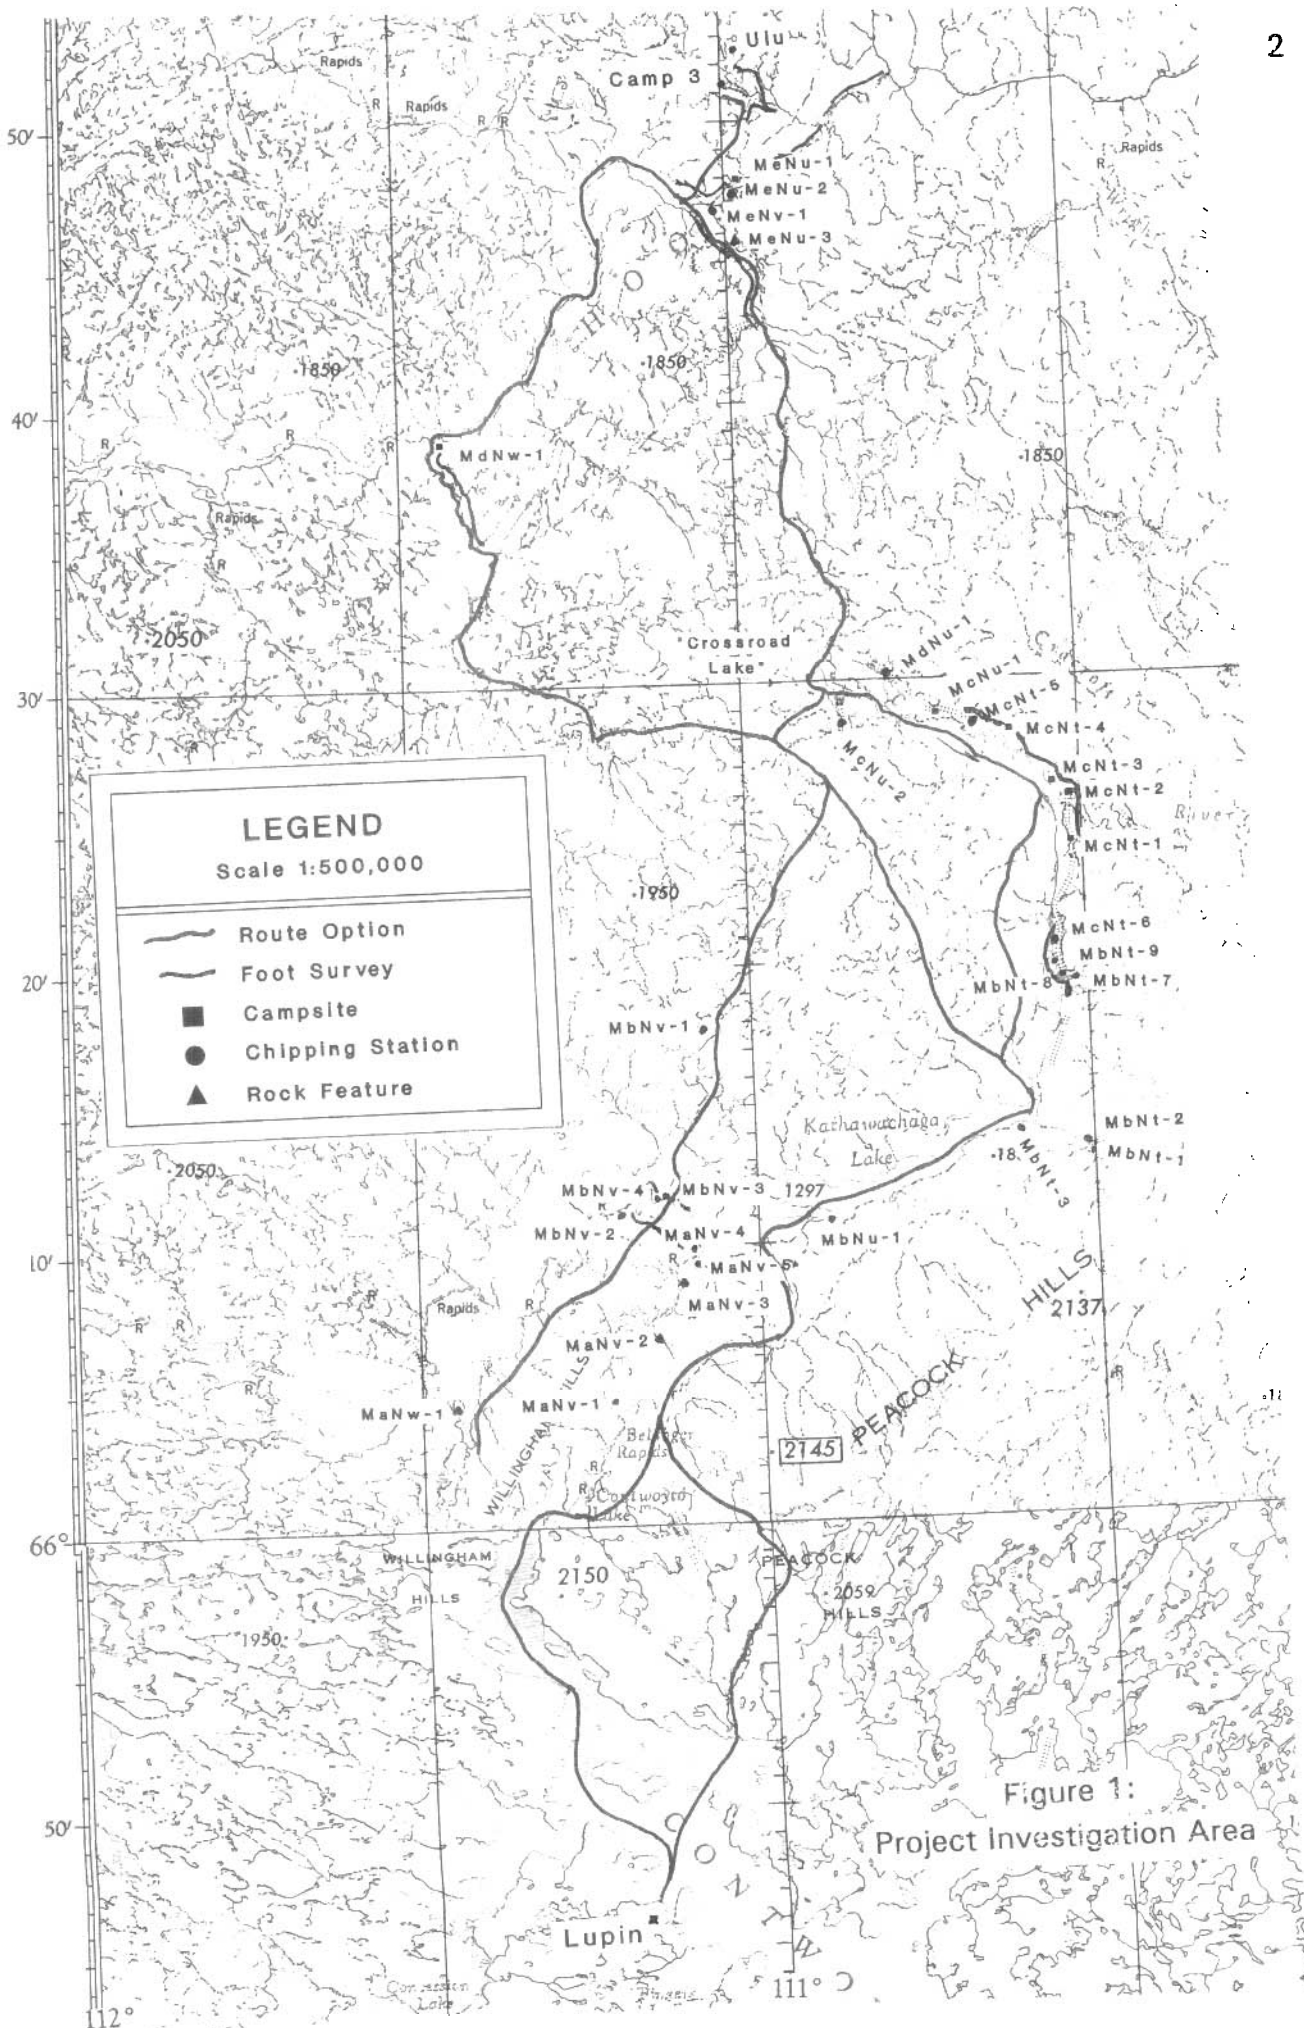 2
Ulu
Camp 3
Rapids
R
Rapids
R R
50′
Rapids
R
MeNu-1
MeNu-2
MeNv-1
MeNu-3
H O O
.1850
.1850
40′
R
R
R
MdNw-1
.1850
Rapids
R
2050
"Crossroad
Lake"
MdNu-1
McNu-1
McNt-5
McNt-4
30′
R
McNu-2
McNt-3
McNt-2
River
McNt-1
LEGEND
Scale 1:500,000
Route Option
Foot Survey
Campsite
Chipping Station
Rock Feature
.1950
McNt-6
MbNt-9
MbNt-8
MbNt-7
20′
MbNv-1
Kathawachaga
Lake
.18
MbNt-2
MbNt-1
MbNt-3
.2050
MbNv-4
MbNv-3
1297
R
MbNv-2
MaNv-4
MbNu-1
10′
R
MaNv-5
MaNv-3
HILLS
2137
R
Rapids
R
R R
MaNv-2
ILLS
R
R
MaNw-1
MaNv-1
PEACOCK
.2145
WILLINGHAM
Rapids
R
R
Contwoyto
Lake
66°
WILLINGHAM
HILLS
2150
PEACOCK
.2059
HILLS
.1950
Figure 1:
Project Investigation Area
50′
C O N T W
Lupin
Lake
111°
112°